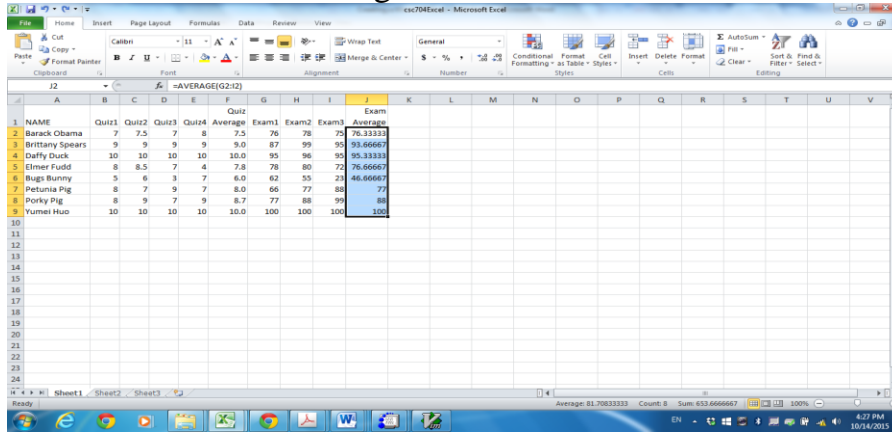 csc704Excel - Microsoft Excel
File Home Insert Page Layout Formulas Data Review View
Paste Cut Copy Format Painter Clipboard
Calibri 11 B I U Font
Wrap Text Merge & Center Alignment
General $ % , Number
Conditional Formatting Format as Table Cell Styles Styles
Insert Delete Format Cells
Σ AutoSum Fill Clear Sort & Filter Find & Select Editing
J2 fx =AVERAGE(G2:I2)
A B C D E F G H I J K L M N O P Q R S T U V
Quiz Exam
1 NAME Quiz1 Quiz2 Quiz3 Quiz4 Average Exam1 Exam2 Exam3 Average
2 Barack Obama 7 7.5 7 8 7.5 76 78 75 76.33333
3 Brittany Spears 9 9 9 9 9.0 87 99 95 93.66667
4 Daffy Duck 10 10 10 10 10.0 95 96 95 95.33333
5 Elmer Fudd 8 8.5 7 4 7.8 78 80 72 76.66667
6 Bugs Bunny 5 6 3 7 6.0 62 55 23 46.66667
7 Petunia Pig 8 7 9 7 8.0 66 77 88 77
8 Porky Pig 8 9 7 9 8.7 77 88 99 88
9 Yumei Huo 10 10 10 10 10.0 100 100 100 100
10
11
12
13
14
15
16
17
18
19
20
21
22
23
24
Sheet1 Sheet2 Sheet3
Ready Average: 81.70833333 Count: 8 Sum: 653.6666667 100%
EN 4:27 PM
10/14/2015